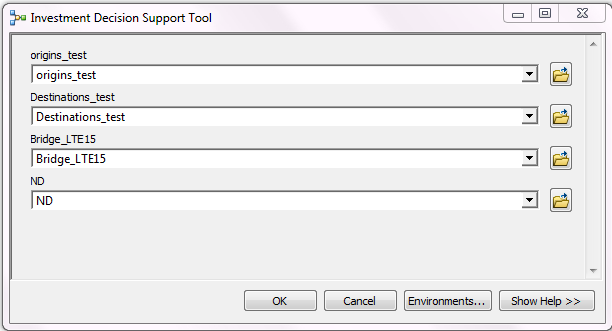 Investment Decision Support Tool
origins_test
origins_test
Destinations_test
Destinations_test
Bridge_LTE15
Bridge_LTE15
ND
ND
OK Cancel Environments... Show Help >>